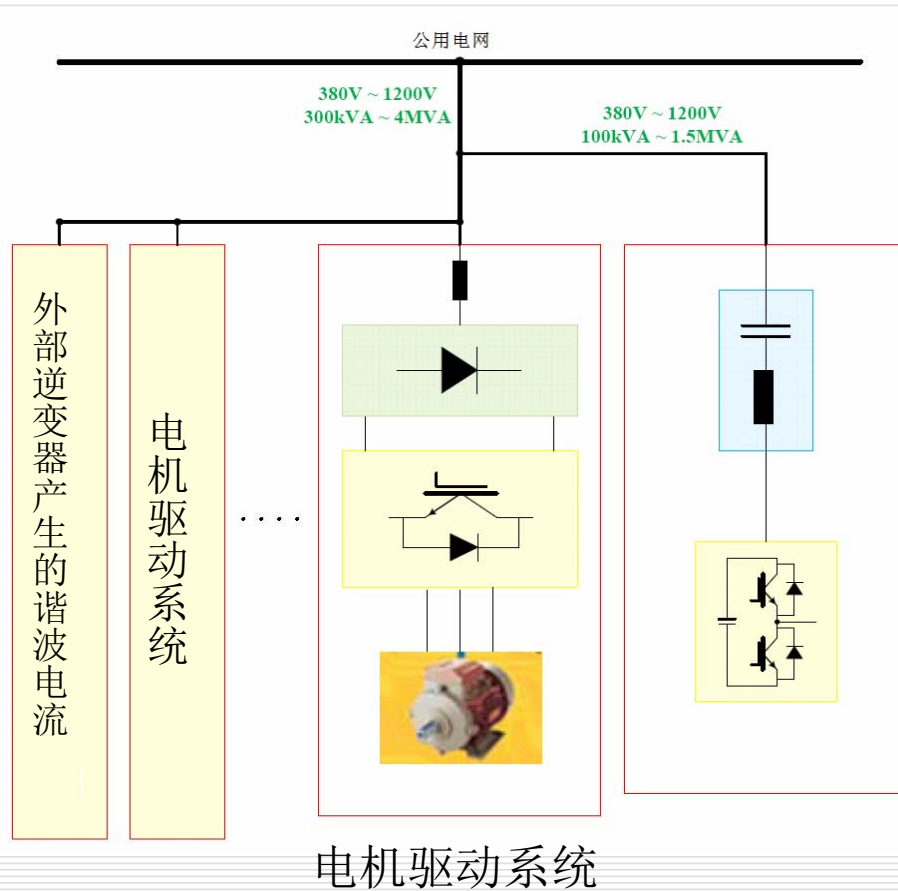 公用电网
380V ~ 1200V
300kVA ~ 4MVA
380V ~ 1200V
100kVA ~ 1.5MVA
外部逆变器产生的谐波电流
电机驱动系统
. . . .
电机驱动系统